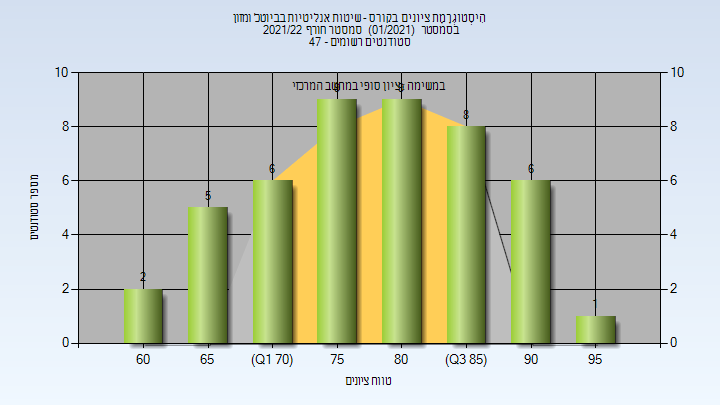 היסטוגרמת ציונים בקורס - שיטות אנליטיות בביוטכ' ומזון
בסמסטר (01/2021) סמסטר חורף 2021/22
סטודנטים רשומים - 47
במשימה ציון סופי במחשב המרכזי
10 10
8 8
6 6
4 4
2 2
0 0
מספר סטודנטים
2 5 6 9 9 8 6 1
60 65 (Q1 70) 75 80 (Q3 85) 90 95
טווח ציונים